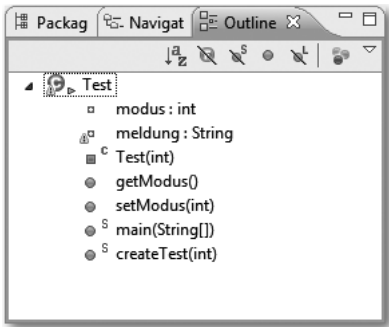 Packag Navigat Outline
Test
modus : int
meldung : String
Test(int)
getModus()
setModus(int)
main(String[])
createTest(int)